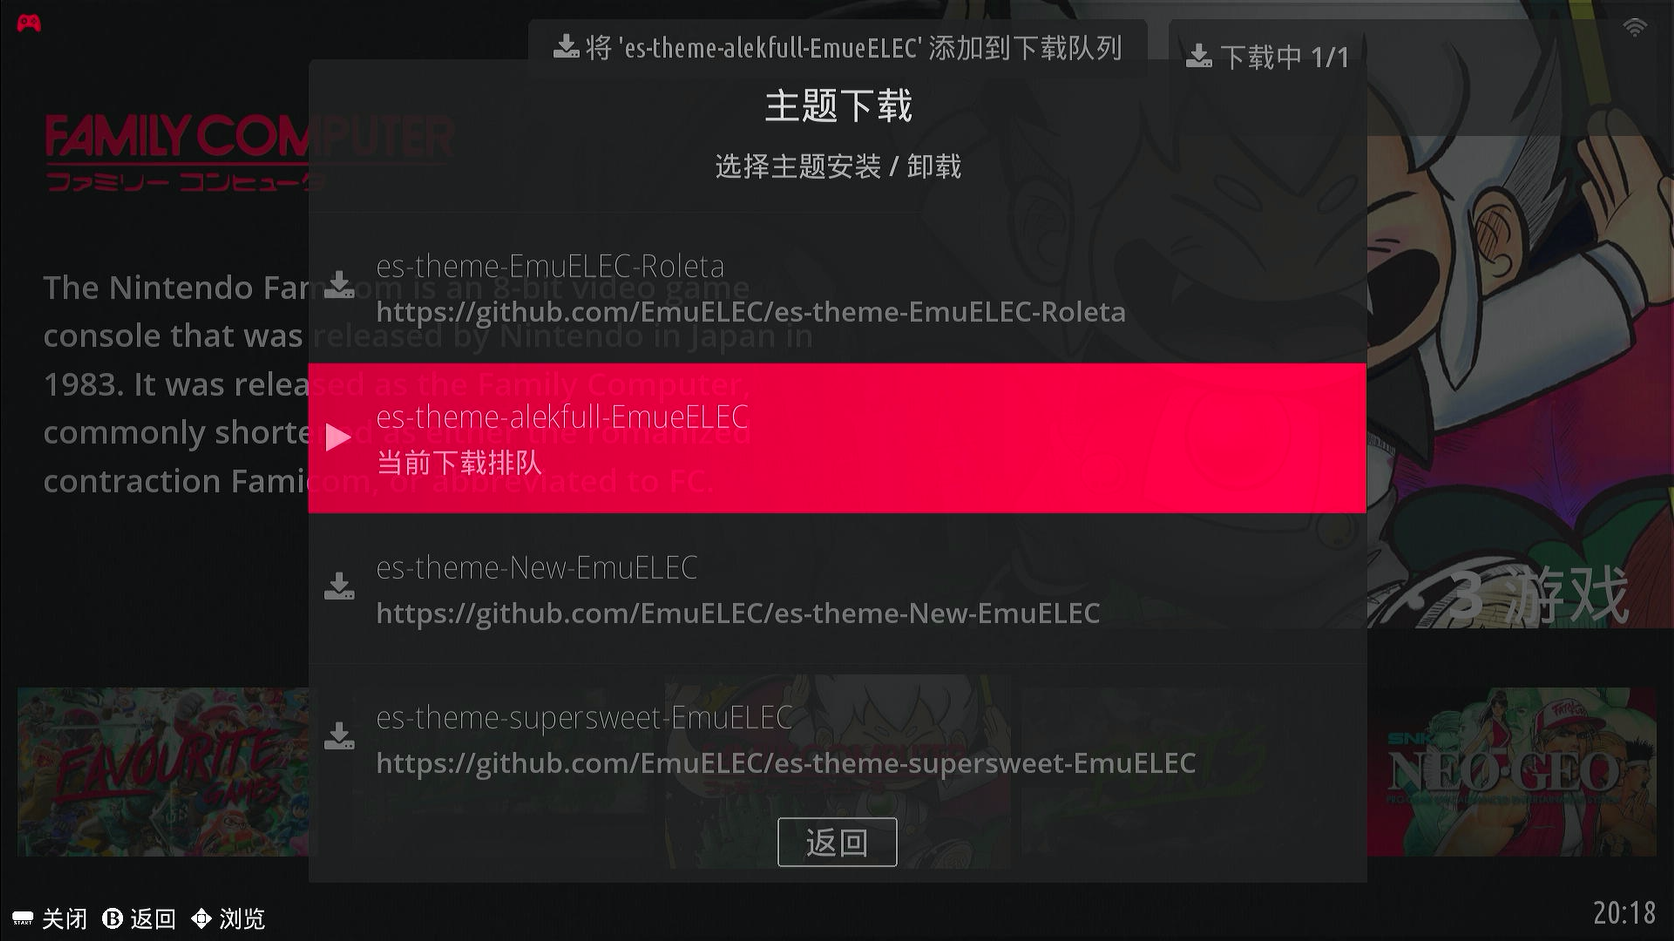 将 'es-theme-alekfull-EmueELEC' 添加到下载队列
下载中 1/1
主题下载
选择主题安装 / 卸载
FAMILY COMPUTER
ファミリー コンピュータ
The Nintendo Famicom is an 8-bit video game
console that was released by Nintendo in Japan in
1983. It was released as the Family Computer,
commonly shortened as either the romanized
contraction Famicom, or abbreviated to FC.
es-theme-EmuELEC-Roleta
https://github.com/EmuELEC/es-theme-EmuELEC-Roleta
es-theme-alekfull-EmueELEC
当前下载排队
es-theme-New-EmuELEC
https://github.com/EmuELEC/es-theme-New-EmuELEC
es-theme-supersweet-EmuELEC
https://github.com/EmuELEC/es-theme-supersweet-EmuELEC
3 游戏
FAVOURITE
GAMES
SNK
NEO·GEO
返回
START 关闭 B 返回 浏览
20:18